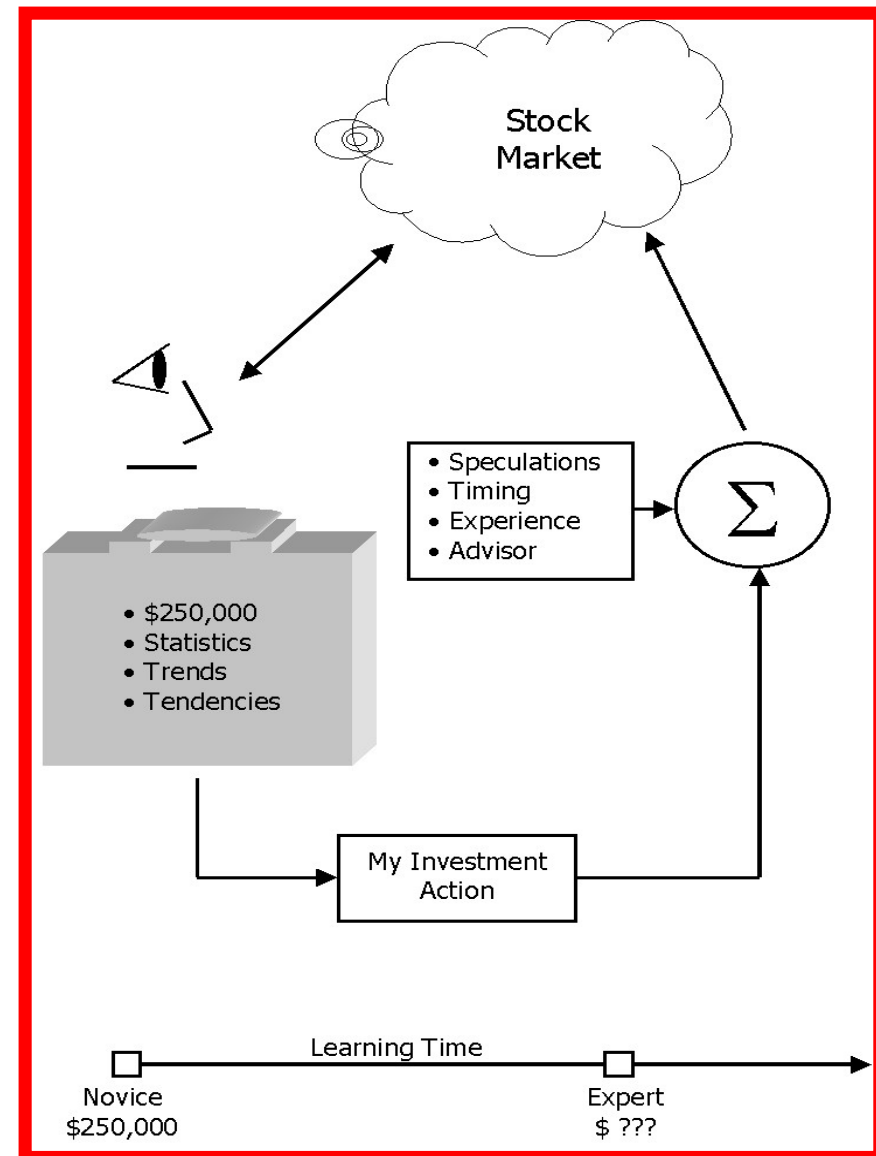 Stock
Market
• Speculations
• Timing
• Experience
• Advisor
Σ
• $250,000
• Statistics
• Trends
• Tendencies
My Investment
Action
Learning Time
Novice
$250,000
Expert
$ ???